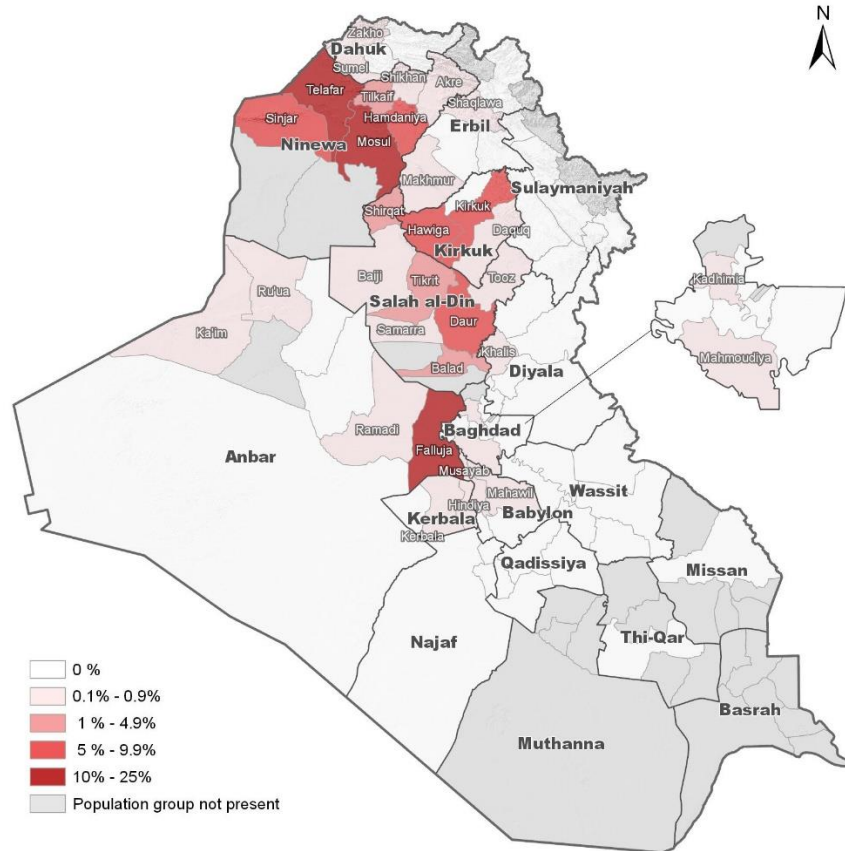 N
Zakho
Dahuk
Sumel
Shikhan
Akre
Telafar
Tilkaif
Shaqlawa
Sinjar
Hamdaniya
Erbil
Ninewa
Mosul
Makhmur
Sulaymaniyah
Shirqat
Kirkuk
Hawiga
Daquq
Kirkuk
Baiji
Tikrit
Tooz
Ru'ua
Salah al-Din
Kadhimia
Ka'im
Samarra
Daur
Khalis
Mahmoudiya
Balad
Diyala
Ramadi
Baghdad
Anbar
Falluja
Musayab
Wassit
Mahawil
Hindiya
Kerbala
Babylon
Kerbala
Qadissiya
Missan
Najaf
Thi-Qar
Basrah
Muthanna
0 %
0.1% - 0.9%
1 % - 4.9%
5 % - 9.9%
10% - 25%
Population group not present